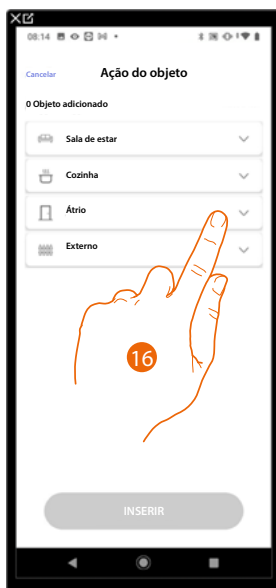 08:14
Cancelar Ação do objeto
0 Objeto adicionado
Sala de estar
Cozinha
Átrio
Externo
16
INSERIR